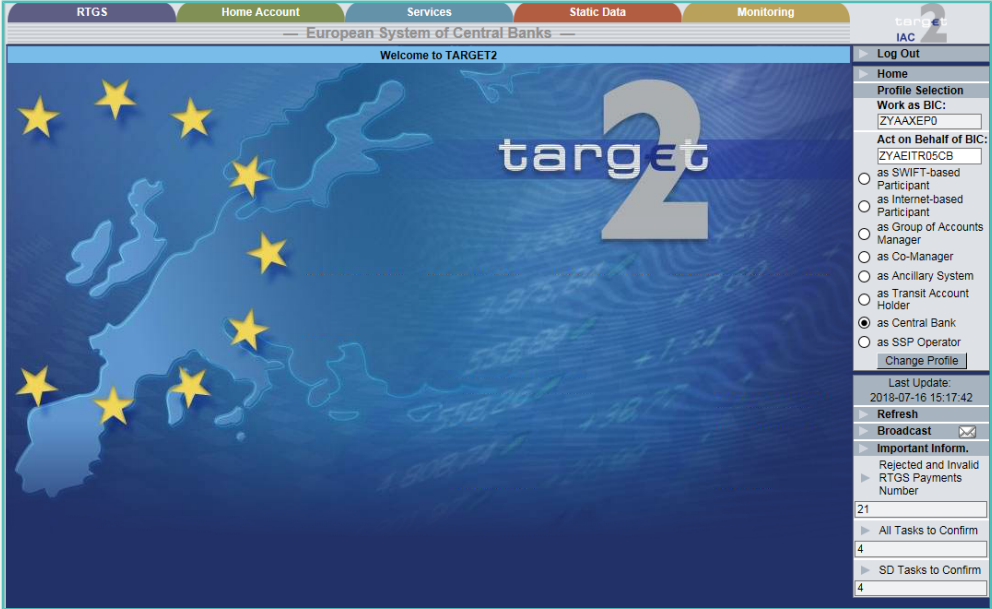 RTGS
Home Account
Services
Static Data
Monitoring
— European System of Central Banks —
target
2
IAC
Welcome to TARGET2
target
2
Log Out
Home
Profile Selection
Work as BIC:
ZYAAXEP0
Act on Behalf of BIC:
ZYAEITR05CB
as SWIFT-based
Participant
as Internet-based
Participant
as Group of Accounts
Manager
as Co-Manager
as Ancillary System
as Transit Account
Holder
as Central Bank
as SSP Operator
Change Profile
Last Update:
2018-07-16 15:17:42
Refresh
Broadcast
Important Inform.
Rejected and Invalid
RTGS Payments
Number
21
All Tasks to Confirm
4
SD Tasks to Confirm
4